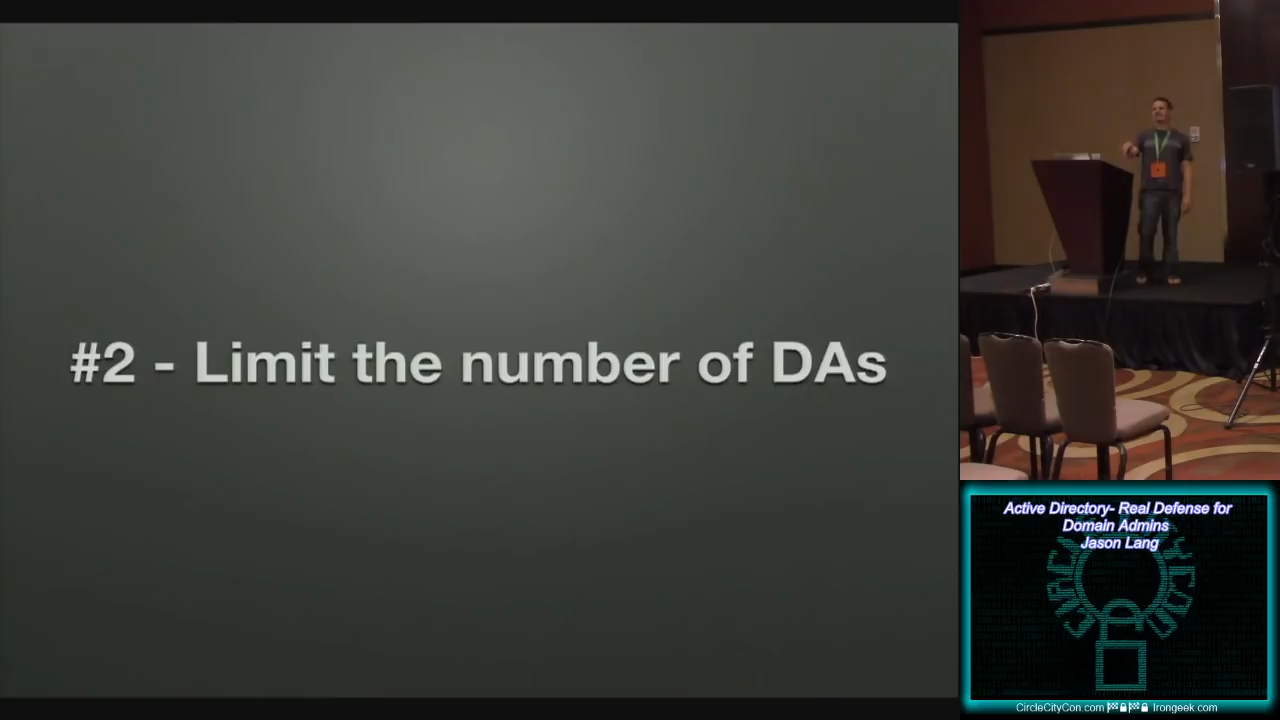 #2 - Limit the number of DAs
Active Directory- Real Defense for
Domain Admins
Jason Lang
CircleCityCon.com Irongeek.com